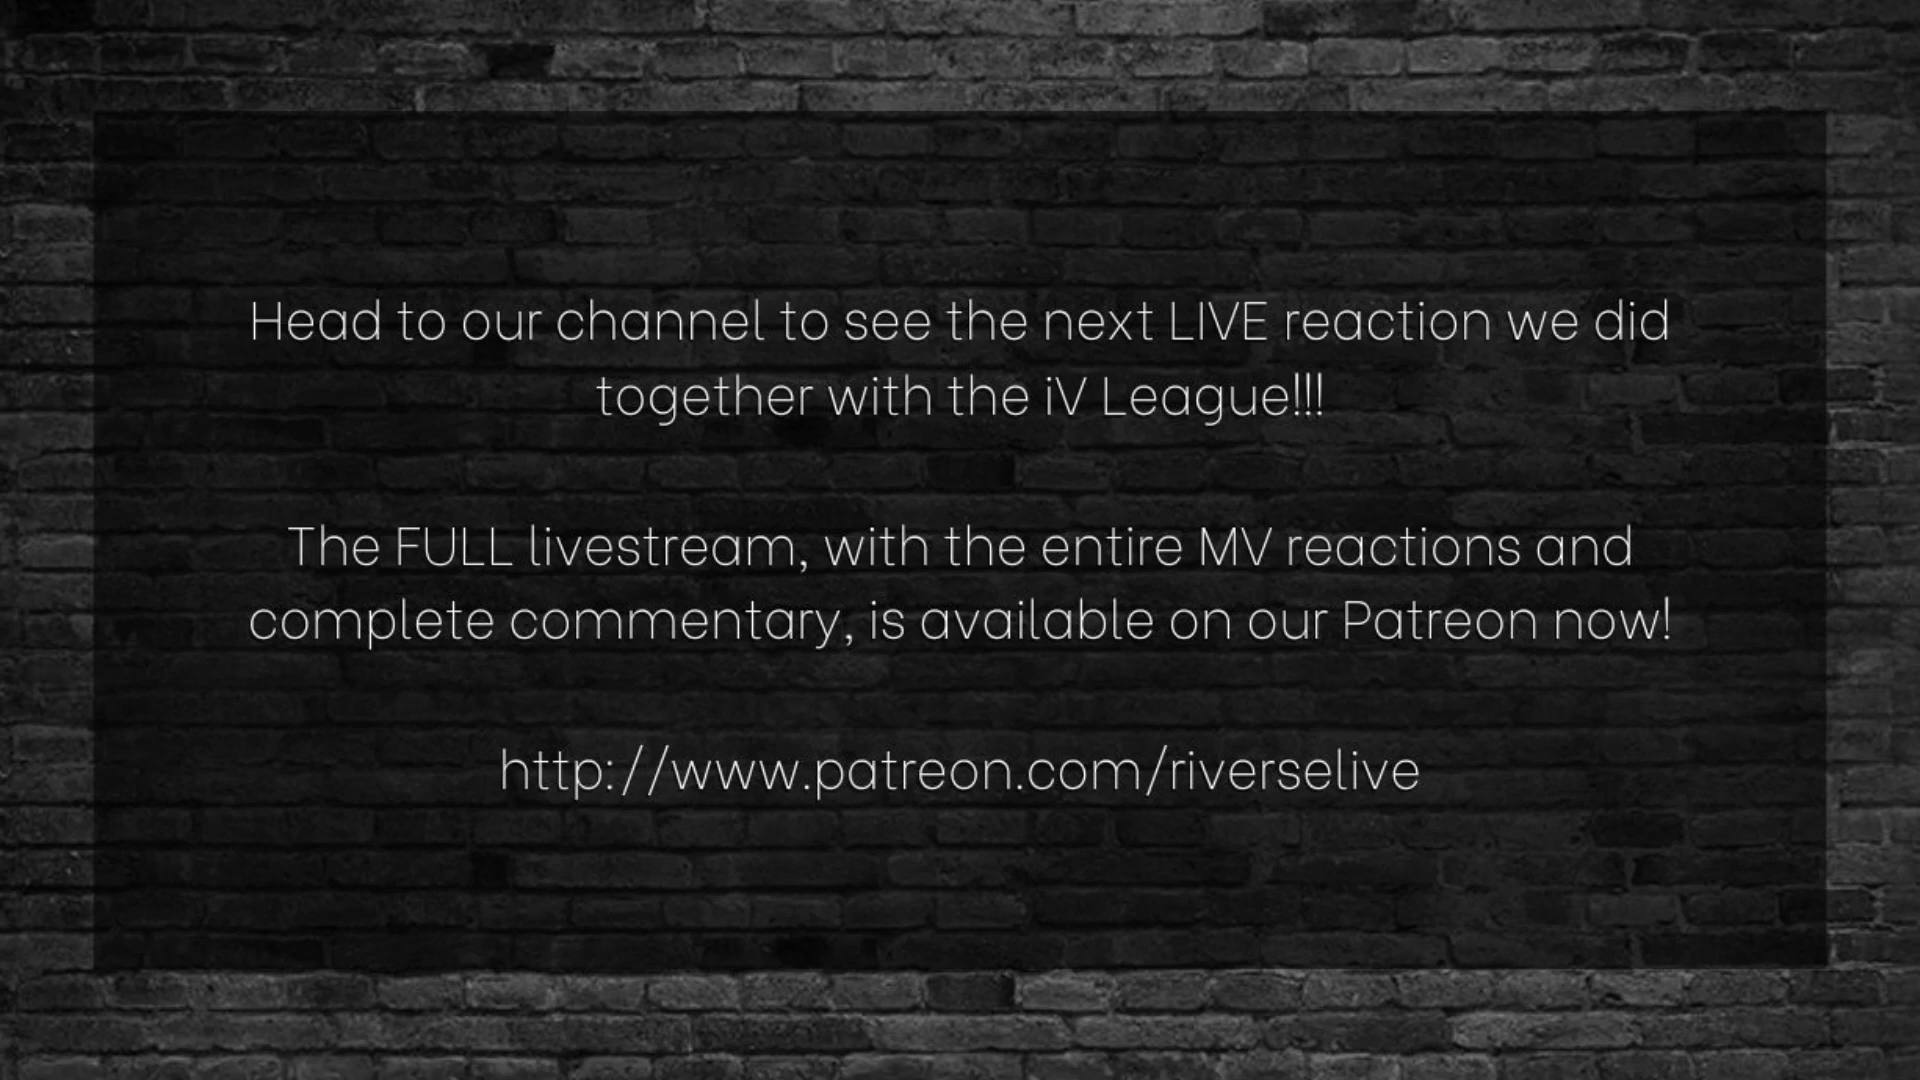 Head to our channel to see the next LIVE reaction we did
together with the iV League!!!
The FULL livestream, with the entire MV reactions and
complete commentary, is available on our Patreon now!
http://www.patreon.com/riverselive